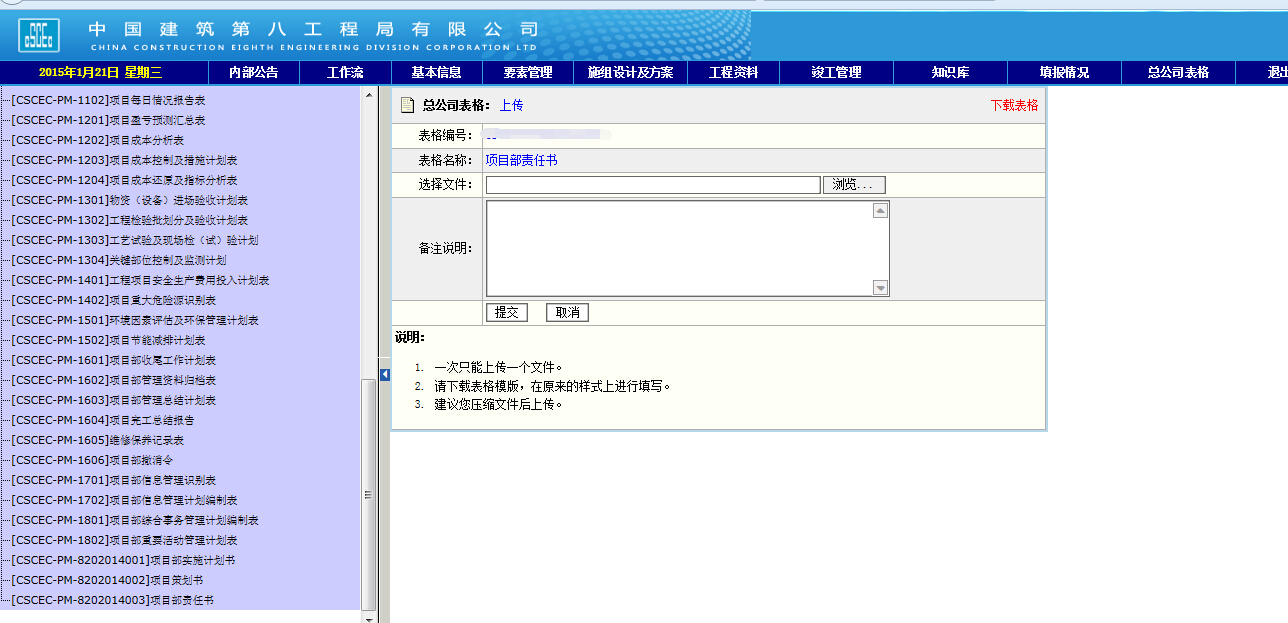 CSCEC
中国建筑第八工程局有限公司
CHINA CONSTRUCTION EIGHTH ENGINEERING DIVISION CORPORATION LTD
2015年1月21日 星期三 内部公告 工作流 基本信息 要素管理 施组设计及方案 工程资料 竣工管理 知识库 填报情况 总公司表格 退出
[CSCEC-PM-1102]项目每日情况报告表
[CSCEC-PM-1201]项目盈亏预测汇总表
[CSCEC-PM-1202]项目成本分析表
[CSCEC-PM-1203]项目成本控制及措施计划表
[CSCEC-PM-1204]项目成本还原及指标分析表
[CSCEC-PM-1301]物资（设备）进场验收计划表
[CSCEC-PM-1302]工程检验批划分及验收计划表
[CSCEC-PM-1303]工艺试验及现场检（试）验计划
[CSCEC-PM-1304]关键部位控制及监测计划
[CSCEC-PM-1401]工程项目安全生产费用投入计划表
[CSCEC-PM-1402]项目重大危险源识别表
[CSCEC-PM-1501]环境因素评估及环保管理计划表
[CSCEC-PM-1502]项目节能减排计划表
[CSCEC-PM-1601]项目部收尾工作计划表
[CSCEC-PM-1602]项目部管理资料归档表
[CSCEC-PM-1603]项目部管理总结计划表
[CSCEC-PM-1604]项目完工总结报告
[CSCEC-PM-1605]维修保养记录表
[CSCEC-PM-1606]项目部撤消令
[CSCEC-PM-1701]项目部信息管理识别表
[CSCEC-PM-1702]项目部信息管理计划编制表
[CSCEC-PM-1801]项目部综合事务管理计划编制表
[CSCEC-PM-1802]项目部重要活动管理计划表
[CSCEC-PM-8202014001]项目部实施计划书
[CSCEC-PM-8202014002]项目策划书
[CSCEC-PM-8202014003]项目部责任书
总公司表格：上传 下载表格
表格编号：
表格名称：项目部责任书
选择文件： 浏览...
备注说明：
提交 取消
说明：
1. 一次只能上传一个文件。
2. 请下载表格模版，在原来的样式上进行填写。
3. 建议您压缩文件后上传。